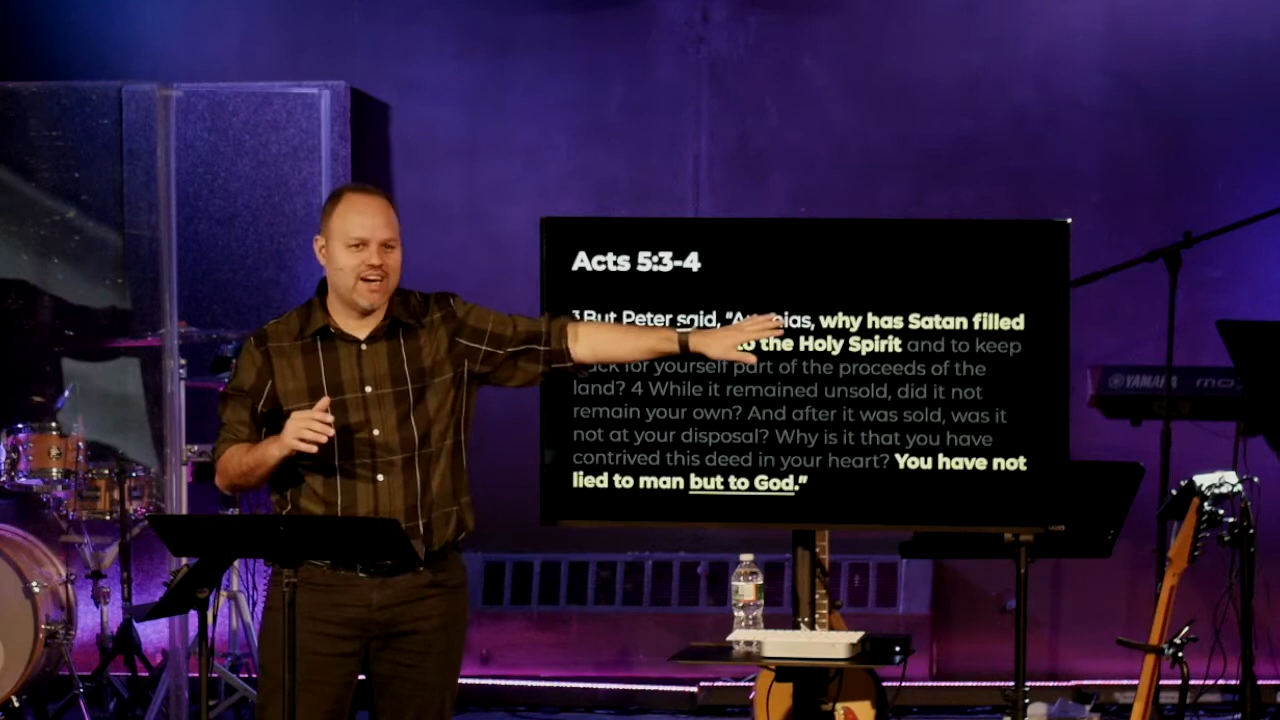 Acts 5:3-4
3 But Peter said, why has Satan filled
to the Holy Spirit and to keep
for yourself part of the proceeds of the
land? 4 While it remained unsold, did it not
remain your own? And after it was sold, was it
not at your disposal? Why is it that you have
contrived this deed in your heart? You have not
lied to man but to God."
YAMAHA